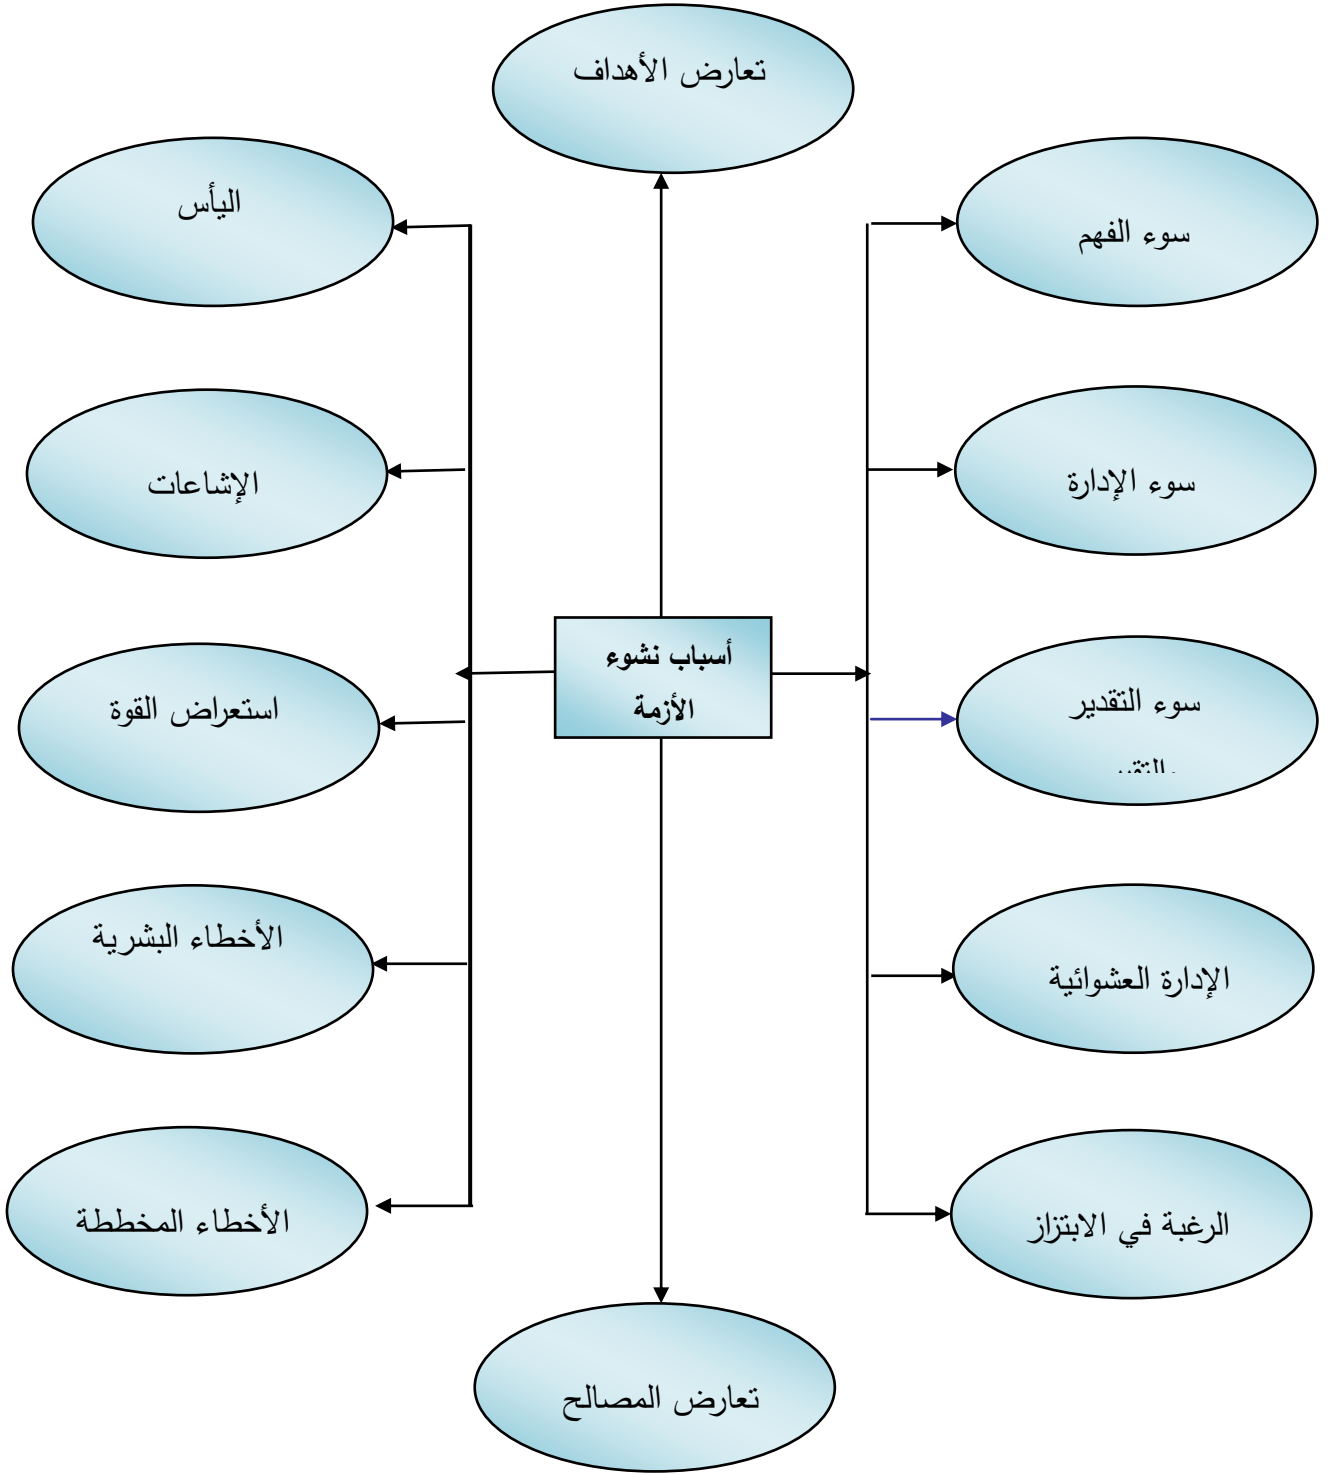 تعارض الأهداف
سوء الفهم
اليأس
سوء الإدارة
الإشاعات
أسباب نشوء
الأزمة
سوء التقدير
استعراض القوة
الإدارة العشوائية
الأخطاء البشرية
الرغبة في الابتزاز
الأخطاء المخططة
تعارض المصالح